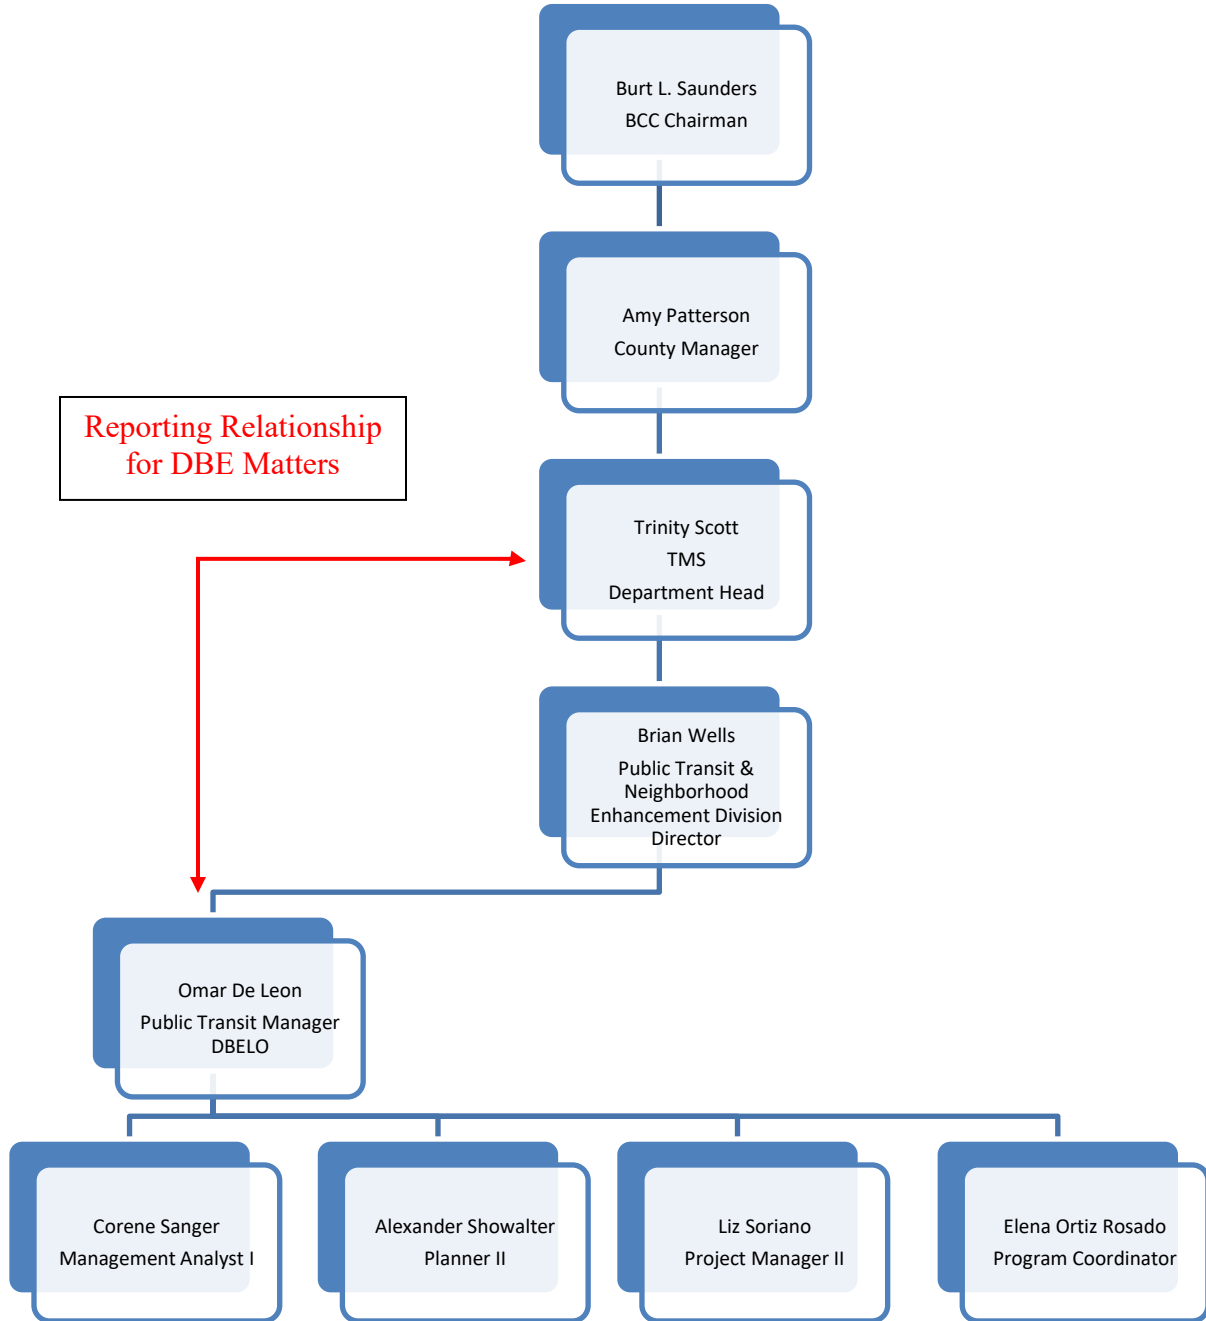 Burt L. Saunders
BCC Chairman
Amy Patterson
County Manager
Reporting Relationship
for DBE Matters
Trinity Scott
TMS
Department Head
Brian Wells
Public Transit &
Neighborhood
Enhancement Division
Director
Omar De Leon
Public Transit Manager
DBELO
Corene Sanger
Management Analyst I
Alexander Showalter
Planner II
Liz Soriano
Project Manager II
Elena Ortiz Rosado
Program Coordinator